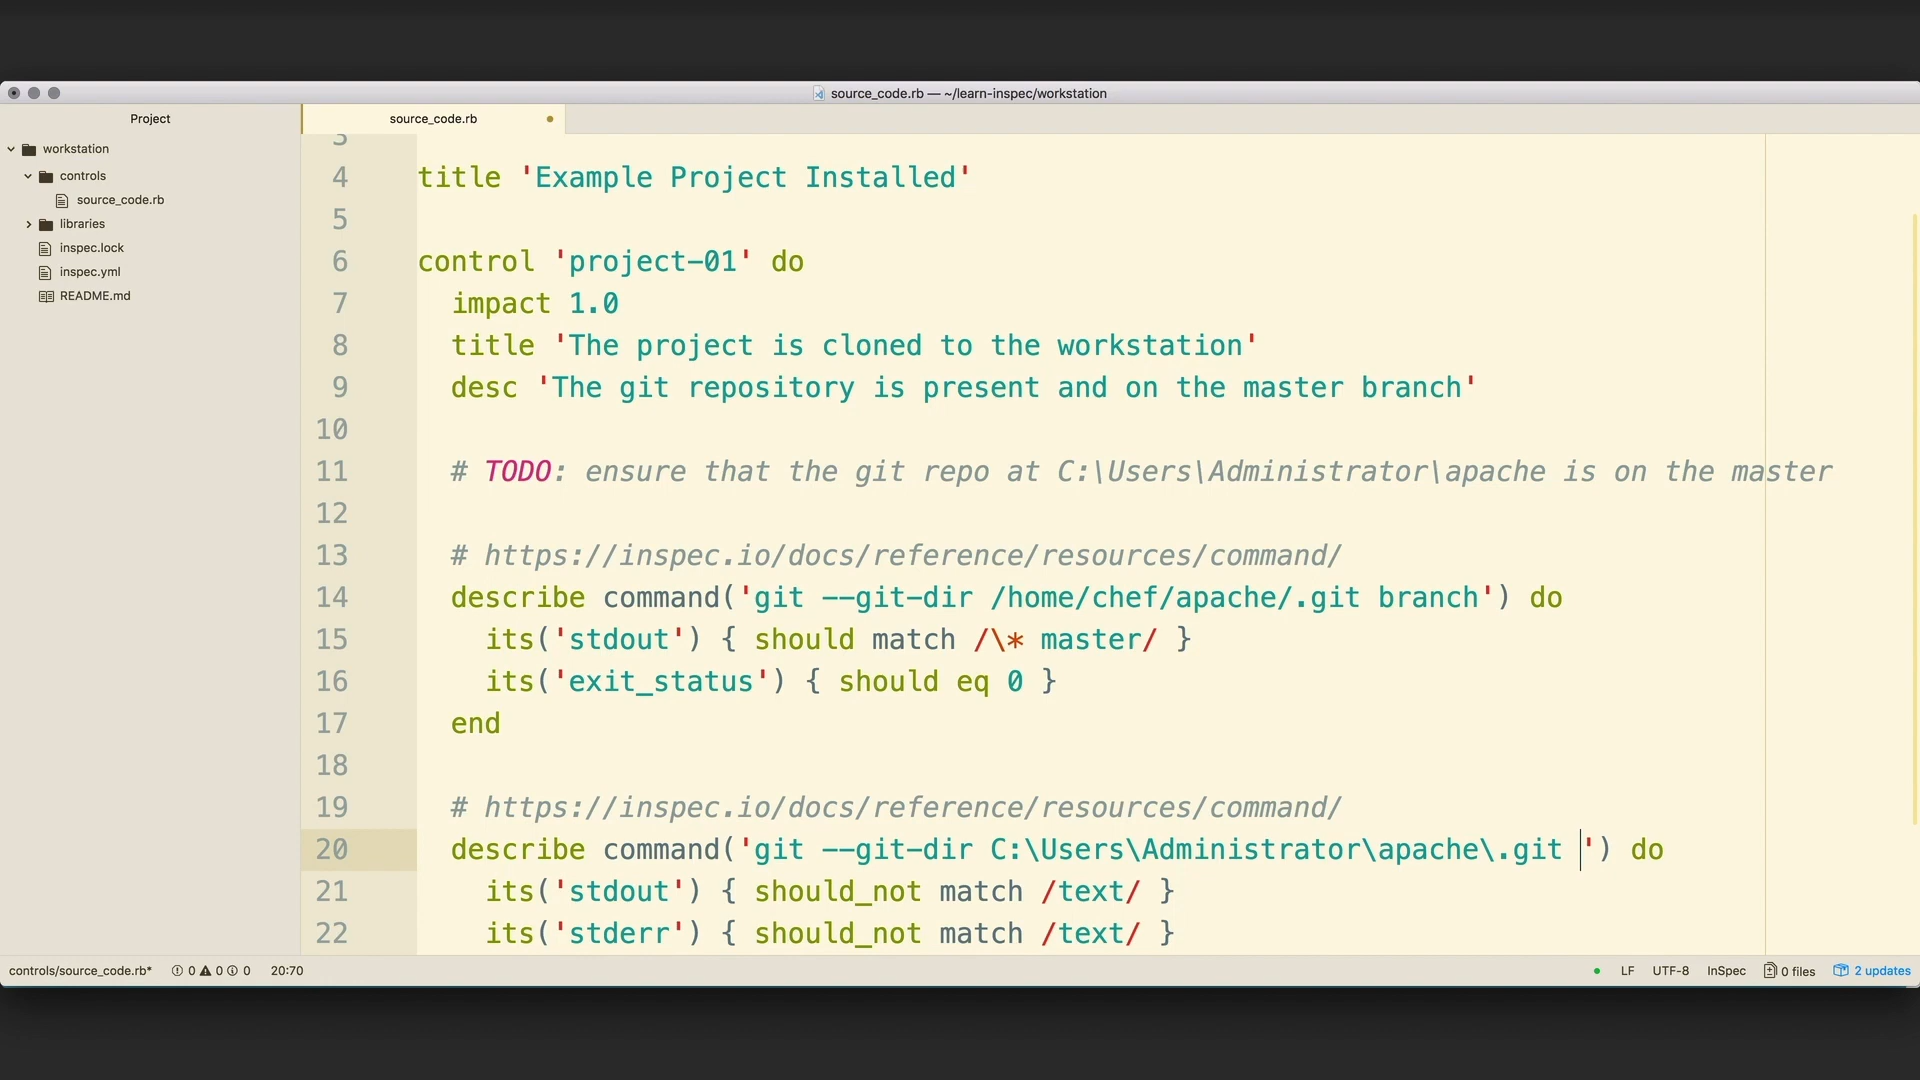 source_code.rb — ~/learn-inspec/workstation
Project
source_code.rb
workstation
controls
source_code.rb
libraries
inspec.lock
inspec.yml
README.md
3
4 title 'Example Project Installed'
5
6 control 'project-01' do
7 impact 1.0
8 title 'The project is cloned to the workstation'
9 desc 'The git repository is present and on the master branch'
10
11 # TODO: ensure that the git repo at C:\Users\Administrator\apache is on the master
12
13 # https://inspec.io/docs/reference/resources/command/
14 describe command('git --git-dir /home/chef/apache/.git branch') do
15 its('stdout') { should match /\* master/ }
16 its('exit_status') { should eq 0 }
17 end
18
19 # https://inspec.io/docs/reference/resources/command/
20 describe command('git --git-dir C:\Users\Administrator\apache\.git ') do
21 its('stdout') { should_not match /text/ }
22 its('stderr') { should_not match /text/ }
controls/source_code.rb* 0 0 0 20:70 LF UTF-8 InSpec 0 files 2 updates